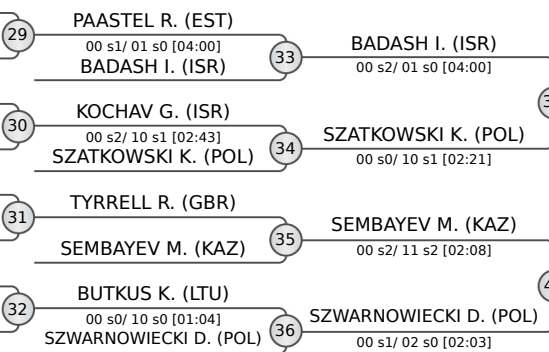 29
PAASTEL R. (EST)
00 s1/ 01 s0 [04:00]
BADASH I. (ISR)
33
BADASH I. (ISR)
00 s2/ 01 s0 [04:00]
30
KOCHAV G. (ISR)
00 s2/ 10 s1 [02:43]
SZATKOWSKI K. (POL)
34
SZATKOWSKI K. (POL)
00 s0/ 10 s1 [02:21]
31
TYRRELL R. (GBR)
SEMBAYEV M. (KAZ)
35
SEMBAYEV M. (KAZ)
00 s2/ 11 s2 [02:08]
32
BUTKUS K. (LTU)
00 s0/ 10 s0 [01:04]
SZWARNOWIECKI D. (POL)
36
SZWARNOWIECKI D. (POL)
00 s1/ 02 s0 [02:03]